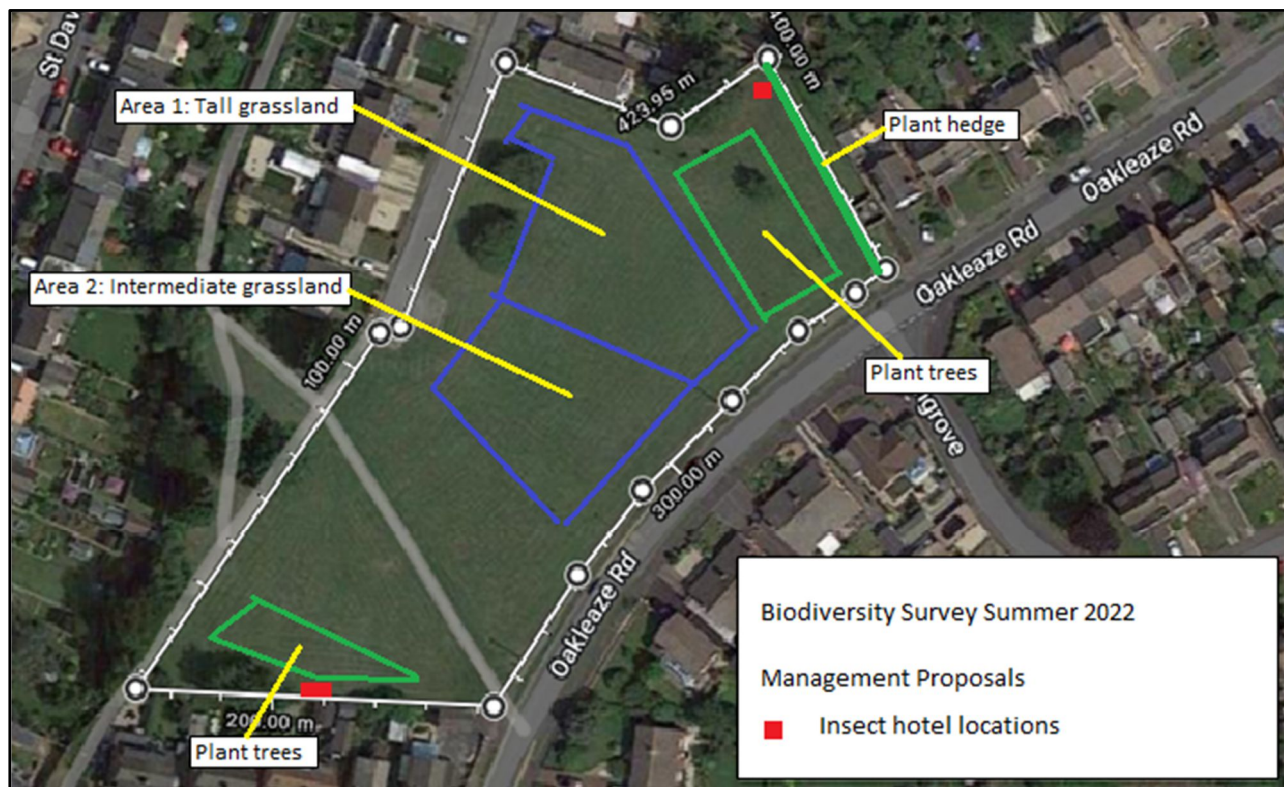 St Dav
Area 1: Tall grassland
423.95 m
400.00 m
Plant hedge
Oakleaze Rd
Area 2: Intermediate grassland
Oakleaze Rd
100.00 m
Plant trees
ngrove
300.00 m
Oakleaze Rd
200.00 m
Plant trees
Biodiversity Survey Summer 2022
Management Proposals
Insect hotel locations